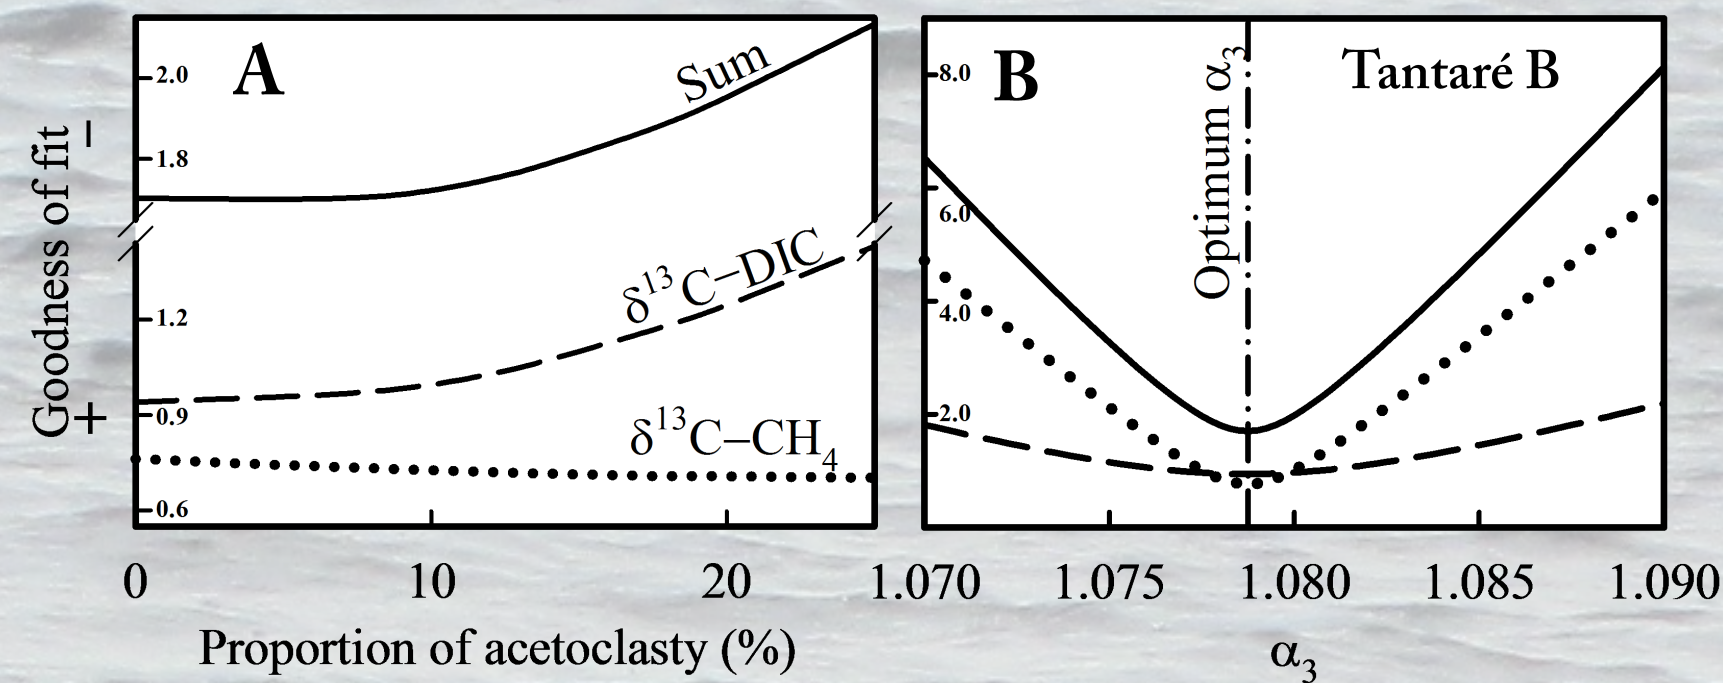 A
Sum
2.0
1.8
δ¹³C–DIC
1.2
0.9
δ¹³C–CH₄
0.6
Goodness of fit
–
+
0
10
20
Proportion of acetoclasty (%)
B
Tantaré B
Optimum α₃
8.0
6.0
4.0
2.0
1.070
1.075
1.080
1.085
1.090
α₃